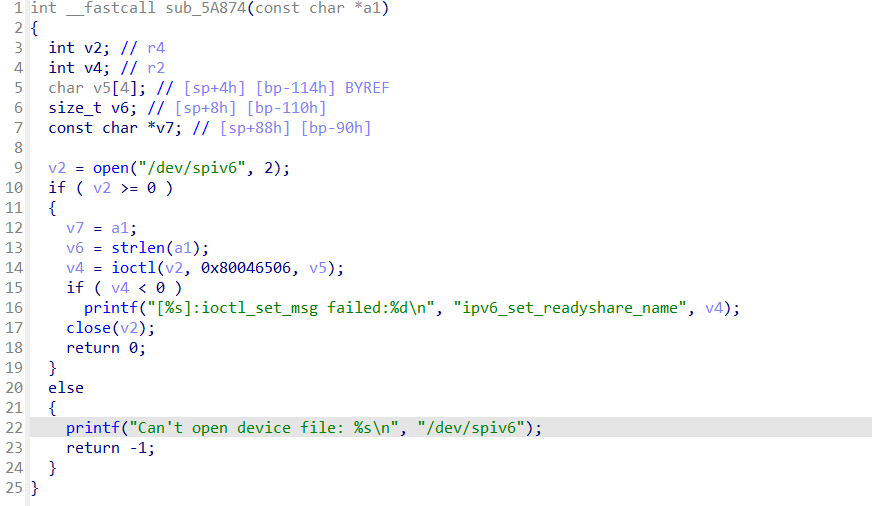 1 int __fastcall sub_5A874(const char *a1)
2 {
3   int v2; // r4
4   int v4; // r2
5   char v5[4]; // [sp+4h] [bp-114h] BYREF
6   size_t v6; // [sp+8h] [bp-110h]
7   const char *v7; // [sp+88h] [bp-90h]
8
9   v2 = open("/dev/spiv6", 2);
10   if ( v2 >= 0 )
11   {
12     v7 = a1;
13     v6 = strlen(a1);
14     v4 = ioctl(v2, 0x80046506, v5);
15     if ( v4 < 0 )
16       printf("[%s]:ioctl_set_msg failed:%d\n", "ipv6_set_readyshare_name", v4);
17     close(v2);
18     return 0;
19   }
20   else
21   {
22     printf("Can't open device file: %s\n", "/dev/spiv6");
23     return -1;
24   }
25 }